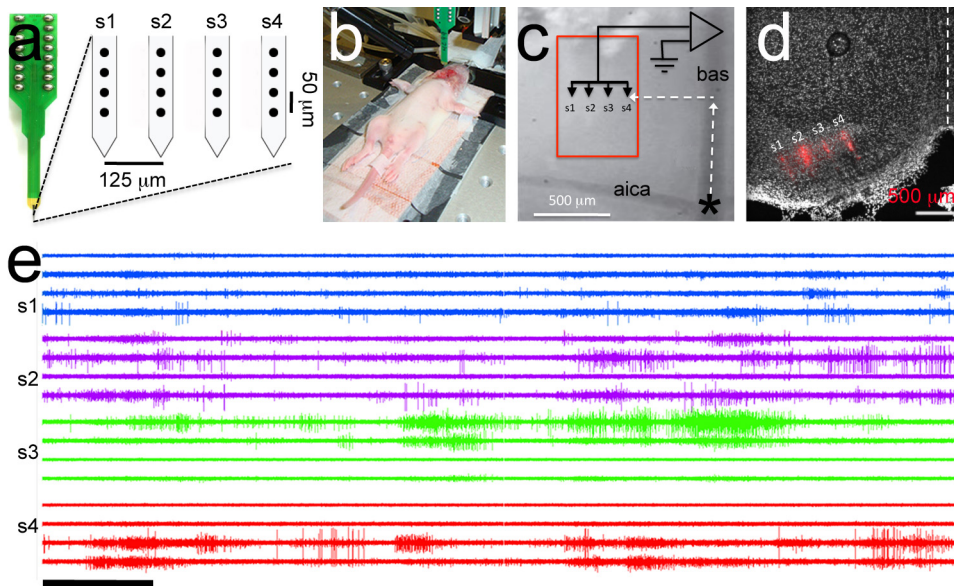 a
s1 s2 s3 s4
50 μm
125 μm
b
c
bas
s1 s2 s3 s4
aica
*
500 μm
d
s1 s2 s3 s4
500 μm
e
s1
s2
s3
s4